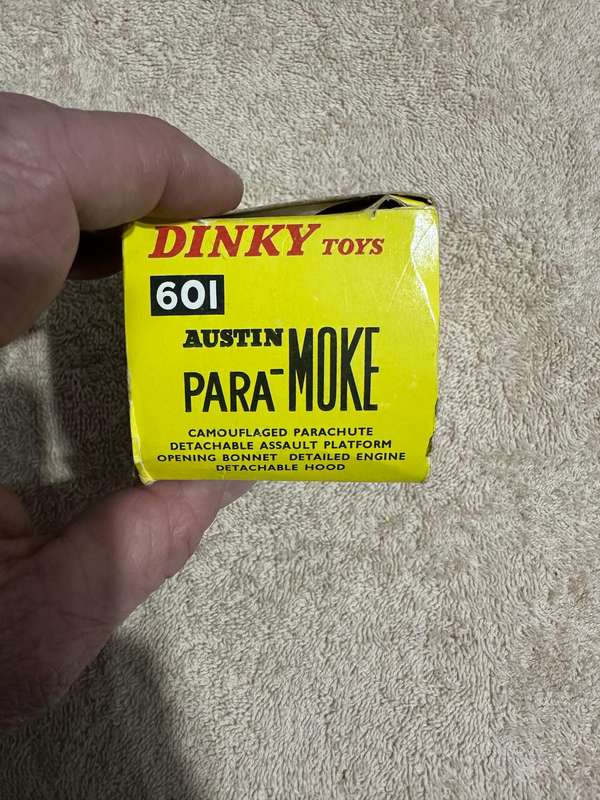 DINKY TOYS
601
AUSTIN
PARA-MOKE
CAMOUFLAGED PARACHUTE
DETACHABLE ASSAULT PLATFORM
OPENING BONNET DETAILED ENGINE
DETACHABLE HOOD